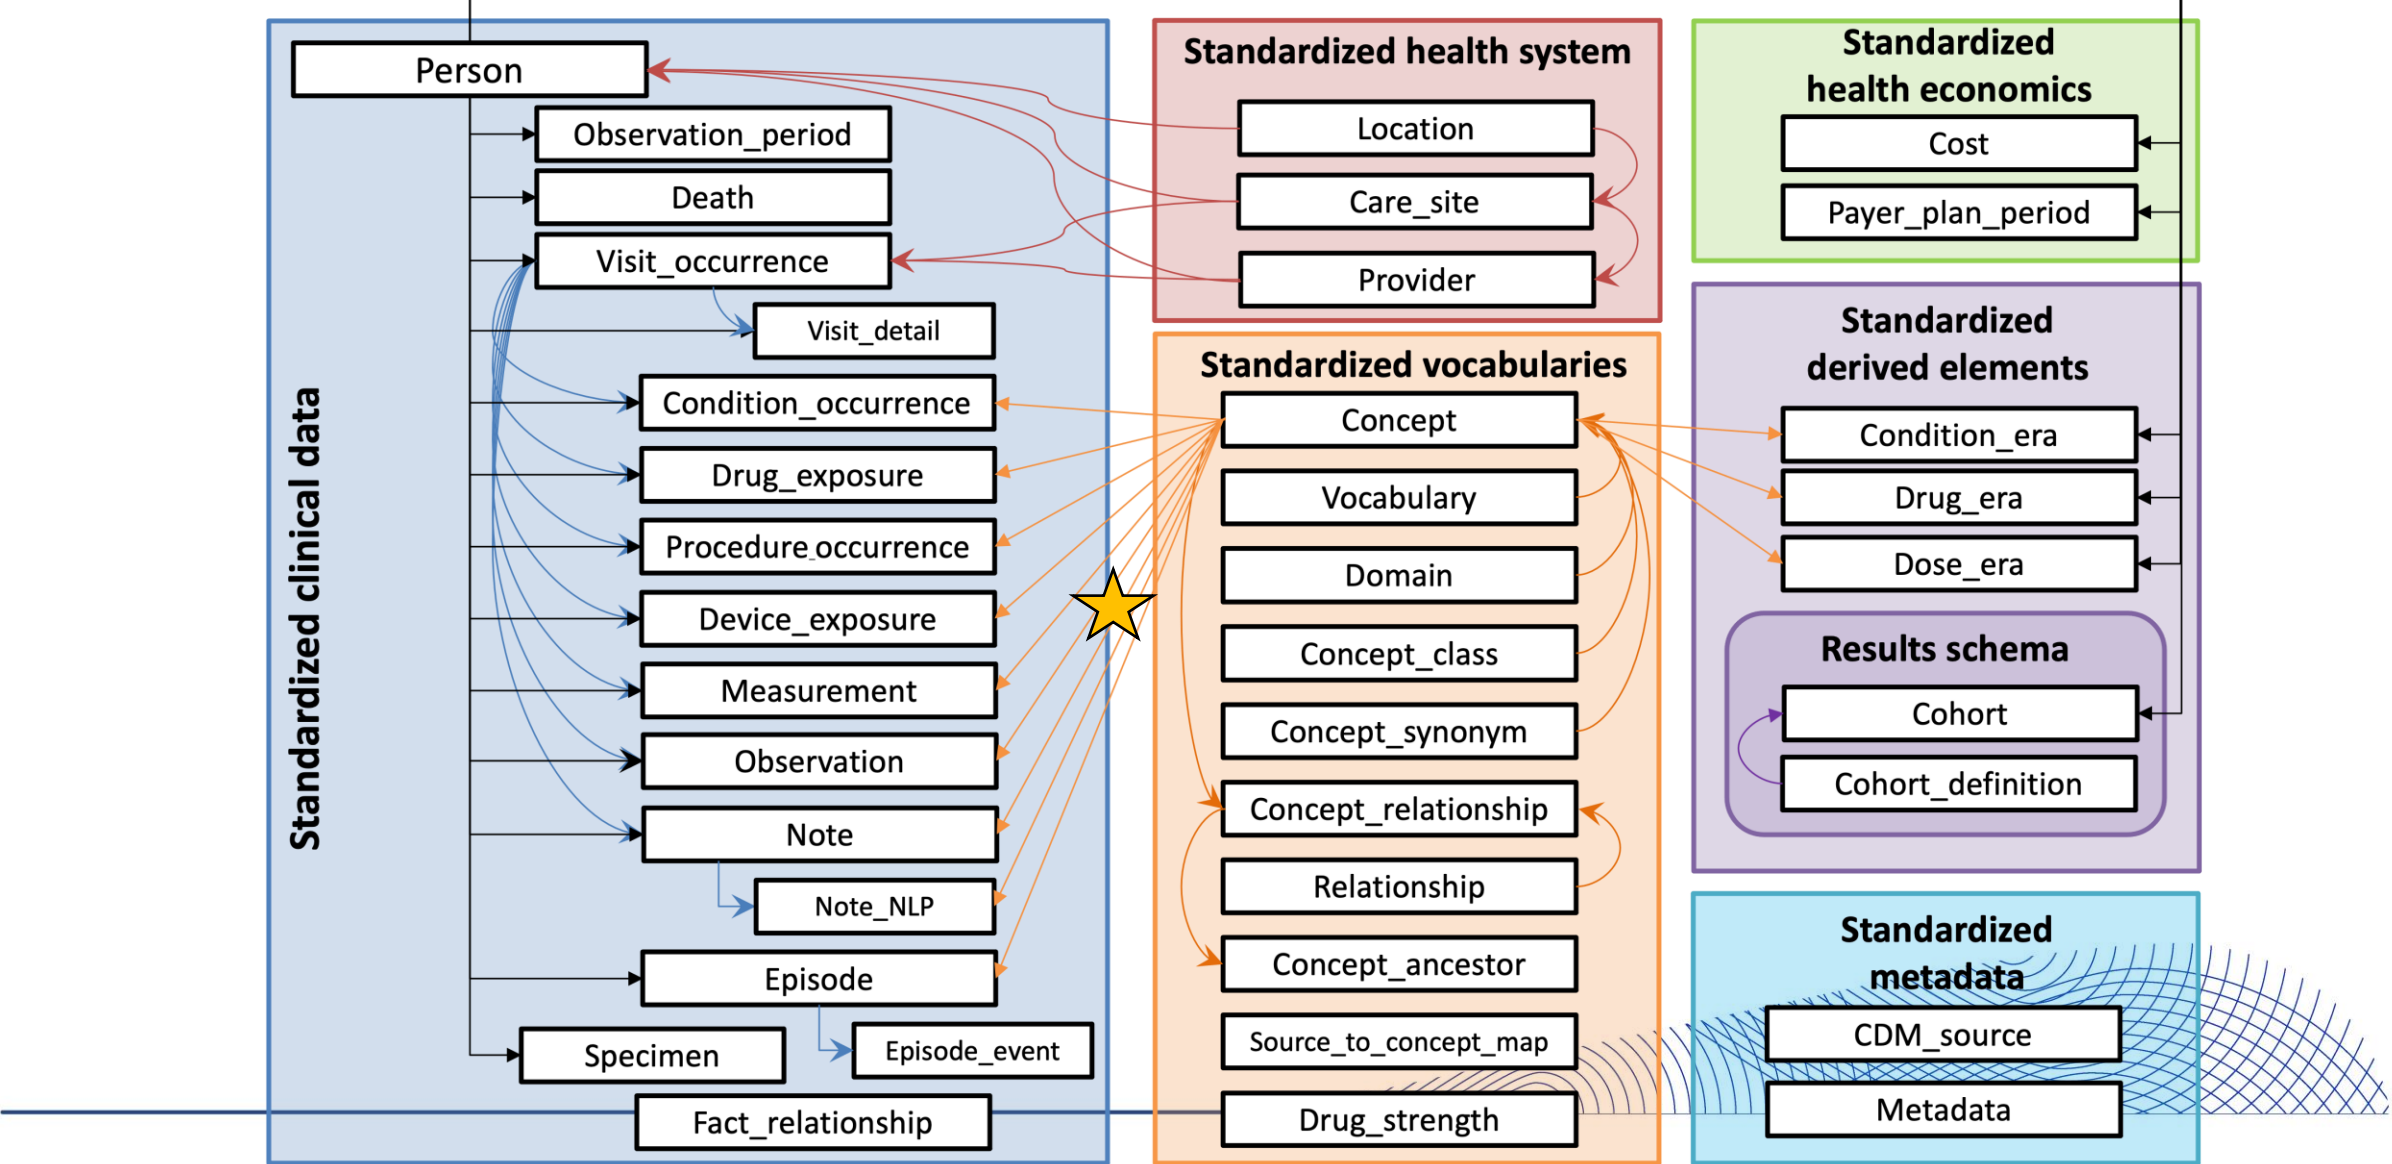 Standardized clinical data
Person
Observation_period
Death
Visit_occurrence
Visit_detail
Condition_occurrence
Drug_exposure
Procedure_occurrence
Device_exposure
Measurement
Observation
Note
Note_NLP
Episode
Specimen
Episode_event
Fact_relationship
Standardized health system
Location
Care_site
Provider
Standardized vocabularies
Concept
Vocabulary
Domain
Concept_class
Concept_synonym
Concept_relationship
Relationship
Concept_ancestor
Source_to_concept_map
Drug_strength
Standardized
health economics
Cost
Payer_plan_period
Standardized
derived elements
Condition_era
Drug_era
Dose_era
Results schema
Cohort
Cohort_definition
Standardized
metadata
CDM_source
Metadata